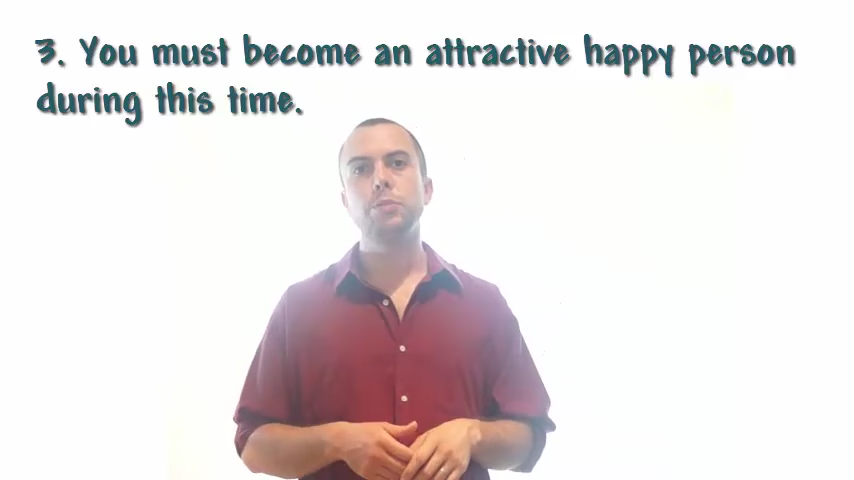 3. You must become an attractive happy person
during this time.